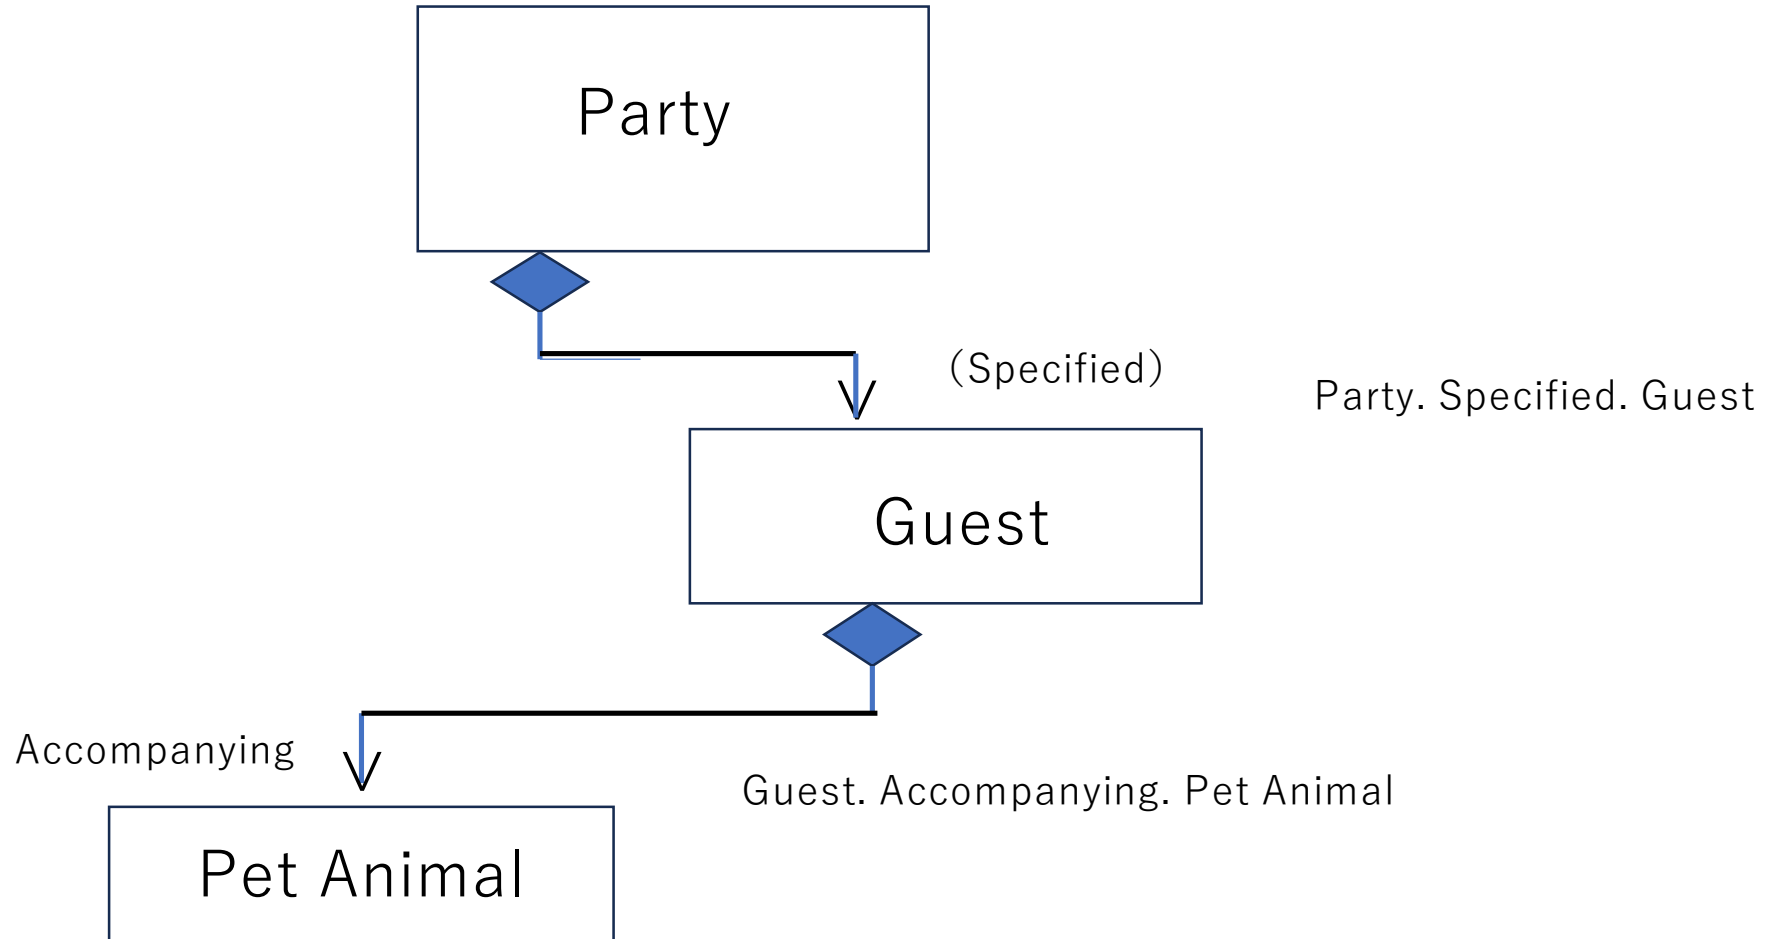 Party
(Specified)
Party. Specified. Guest
Guest
Accompanying
Guest. Accompanying. Pet Animal
Pet Animal